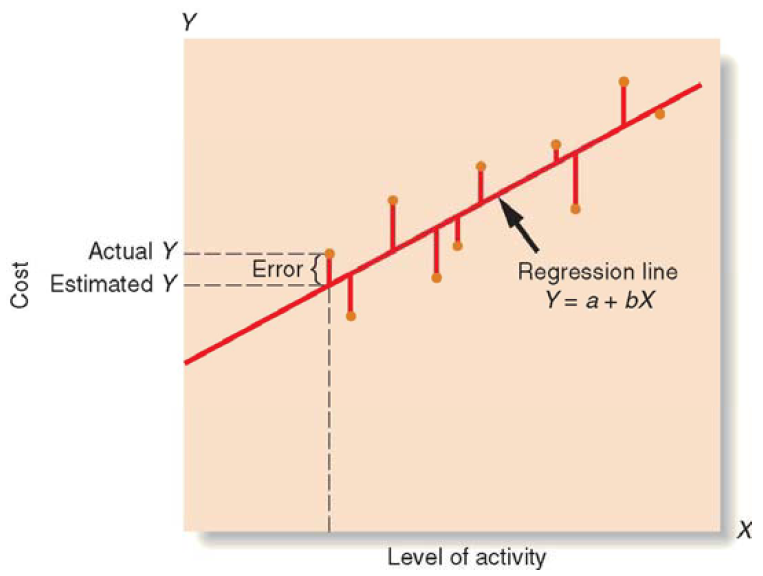 Y
Actual Y
Error {
Estimated Y
Cost
Regression line
Y = a + bX
X
Level of activity